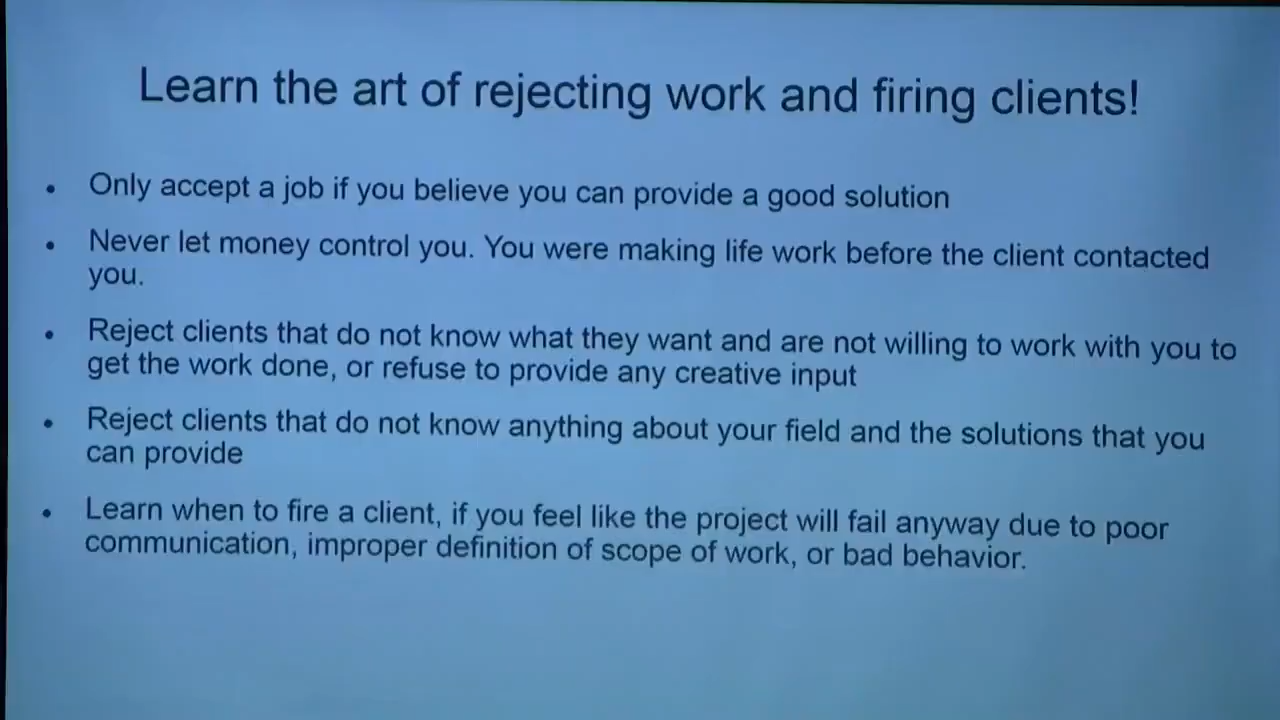 Learn the art of rejecting work and firing clients!
• Only accept a job if you believe you can provide a good solution
• Never let money control you. You were making life work before the client contacted
you.
• Reject clients that do not know what they want and are not willing to work with you to
get the work done, or refuse to provide any creative input
• Reject clients that do not know anything about your field and the solutions that you
can provide
• Learn when to fire a client, if you feel like the project will fail anyway due to poor
communication, improper definition of scope of work, or bad behavior.